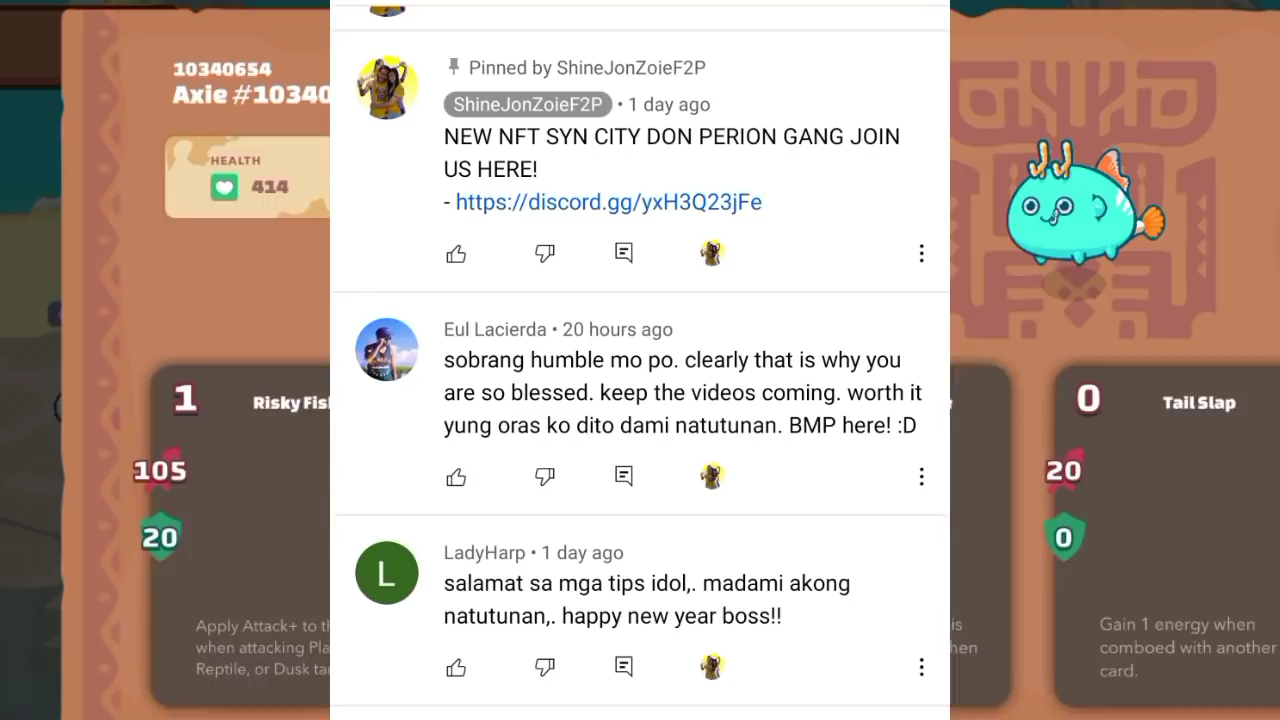 10340654
Axie #10340
HEALTH
414
1
Risky Fis
105
20
Apply Attack+ to th
when attacking Pla
Reptile, or Dusk ta
Pinned by ShineJonZoieF2P
ShineJonZoieF2P • 1 day ago
NEW NFT SYN CITY DON PERION GANG JOIN
US HERE!
- https://discord.gg/yxH3Q23jFe
Eul Lacierda • 20 hours ago
sobrang humble mo po. clearly that is why you
are so blessed. keep the videos coming. worth it
yung oras ko dito dami natutunan. BMP here! :D
L
LadyHarp • 1 day ago
salamat sa mga tips idol,. madami akong
natutunan,. happy new year boss!!
is
hen
0
Tail Slap
20
0
Gain 1 energy when
comboed with another
card.